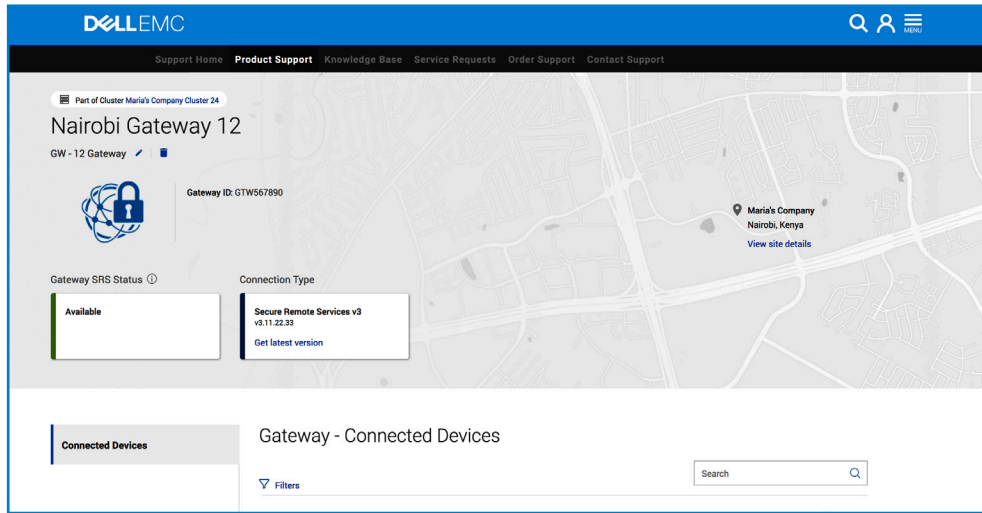 DELLEMC
MENU
Support Home Product Support Knowledge Base Service Requests Order Support Contact Support
Part of Cluster Maria's Company Cluster 24
Nairobi Gateway 12
GW - 12 Gateway
Gateway ID: GTW567890
Maria's Company
Nairobi, Kenya
View site details
Gateway SRS Status
Connection Type
Available
Secure Remote Services v3
v3.11.22.33
Get latest version
Connected Devices
Gateway - Connected Devices
Search
Filters